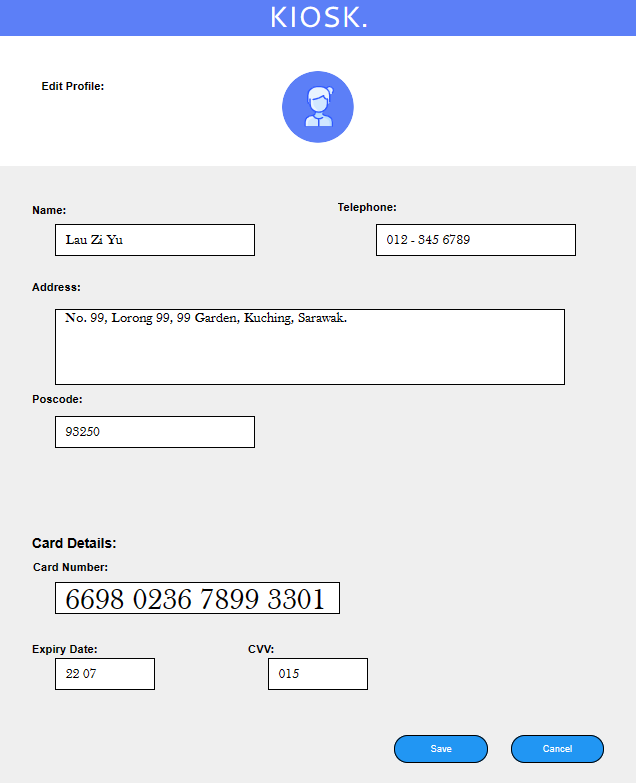 KIOSK.
Edit Profile:
Name:
Telephone:
Lau Zi Yu
012 - 345 6789
Address:
No. 99, Lorong 99, 99 Garden, Kuching, Sarawak.
Poscode:
93250
Card Details:
Card Number:
6698 0236 7899 3301
Expiry Date:
CVV:
22 07
015
Save
Cancel